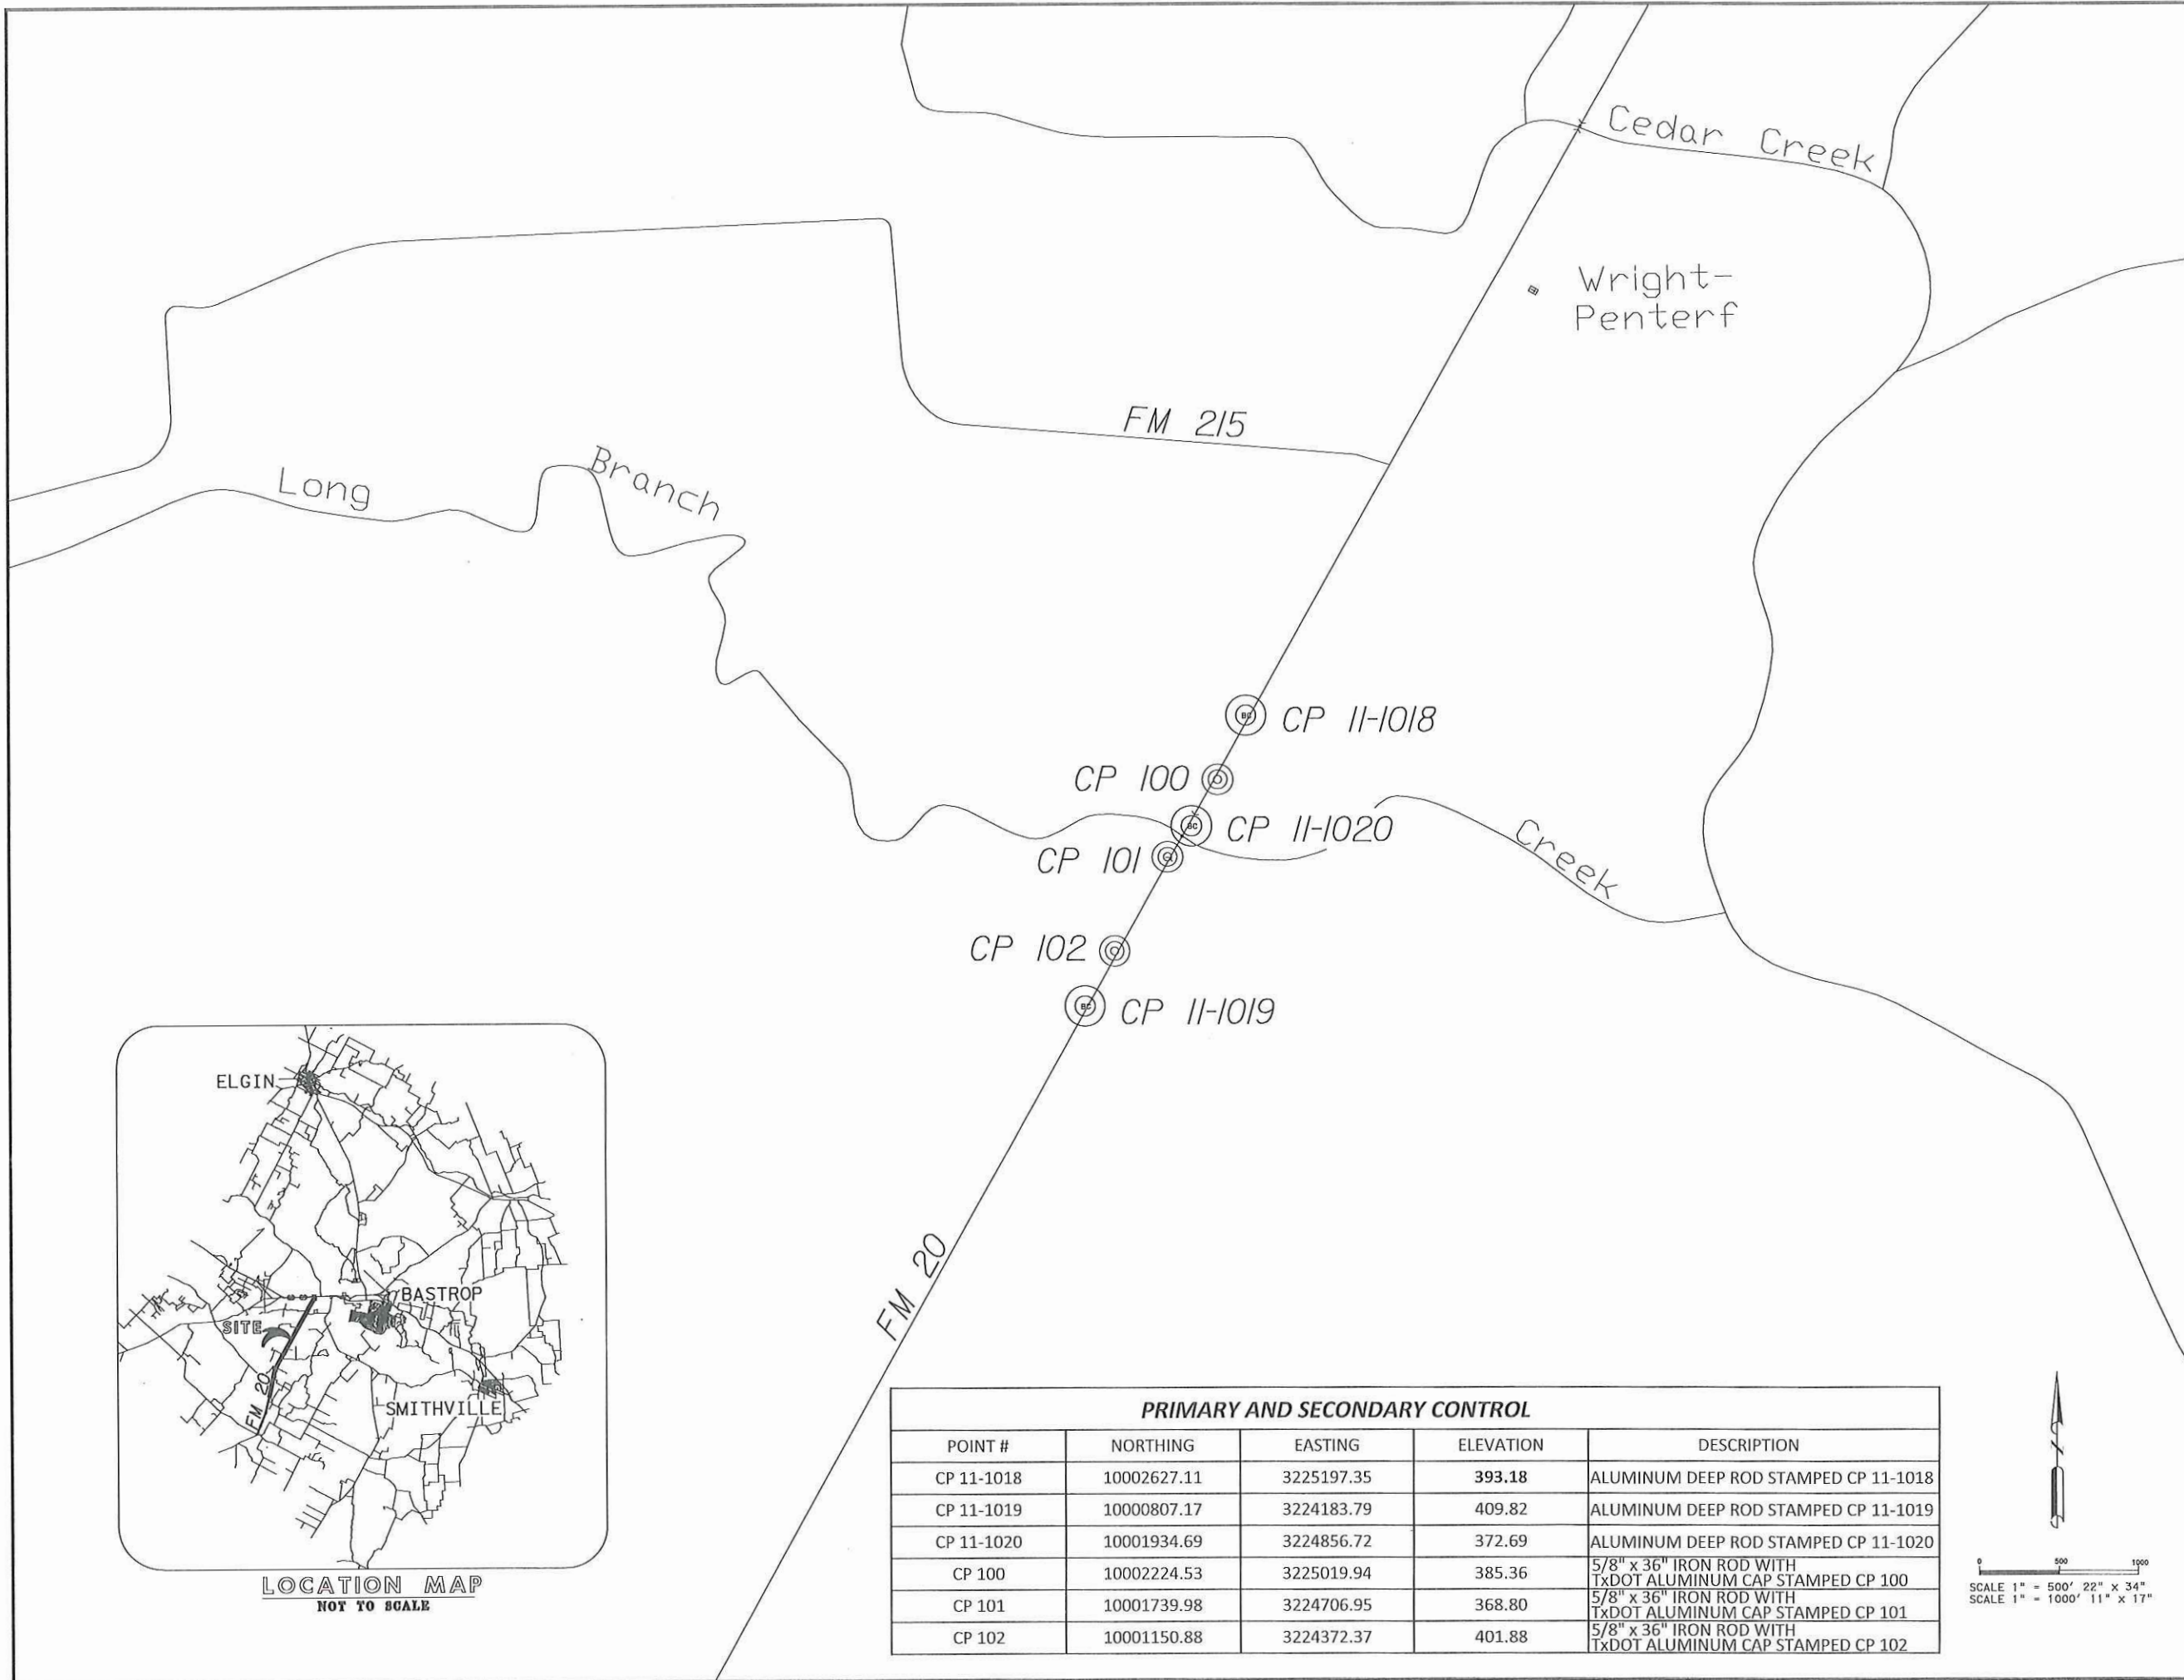 Cedar Creek
Wright-
Penterf
FM 215
Long Branch
CP 11-1018
CP 100
CP 11-1020
CP 101
Creek
CP 102
CP 11-1019
FM 20
ELGIN
BASTROP
SITE
FM 20
SMITHVILLE
LOCATION MAP
NOT TO SCALE
PRIMARY AND SECONDARY CONTROL
POINT # NORTHING EASTING ELEVATION DESCRIPTION
CP 11-1018 10002627.11 3225197.35 393.18 ALUMINUM DEEP ROD STAMPED CP 11-1018
CP 11-1019 10000807.17 3224183.79 409.82 ALUMINUM DEEP ROD STAMPED CP 11-1019
CP 11-1020 10001934.69 3224856.72 372.69 ALUMINUM DEEP ROD STAMPED CP 11-1020
CP 100 10002224.53 3225019.94 385.36 5/8" x 36" IRON ROD WITH
TxDOT ALUMINUM CAP STAMPED CP 100
CP 101 10001739.98 3224706.95 368.80 5/8" x 36" IRON ROD WITH
TxDOT ALUMINUM CAP STAMPED CP 101
CP 102 10001150.88 3224372.37 401.88 5/8" x 36" IRON ROD WITH
TxDOT ALUMINUM CAP STAMPED CP 102
0 500 1000
SCALE 1" = 500' 22" x 34"
SCALE 1" = 1000' 11" x 17"